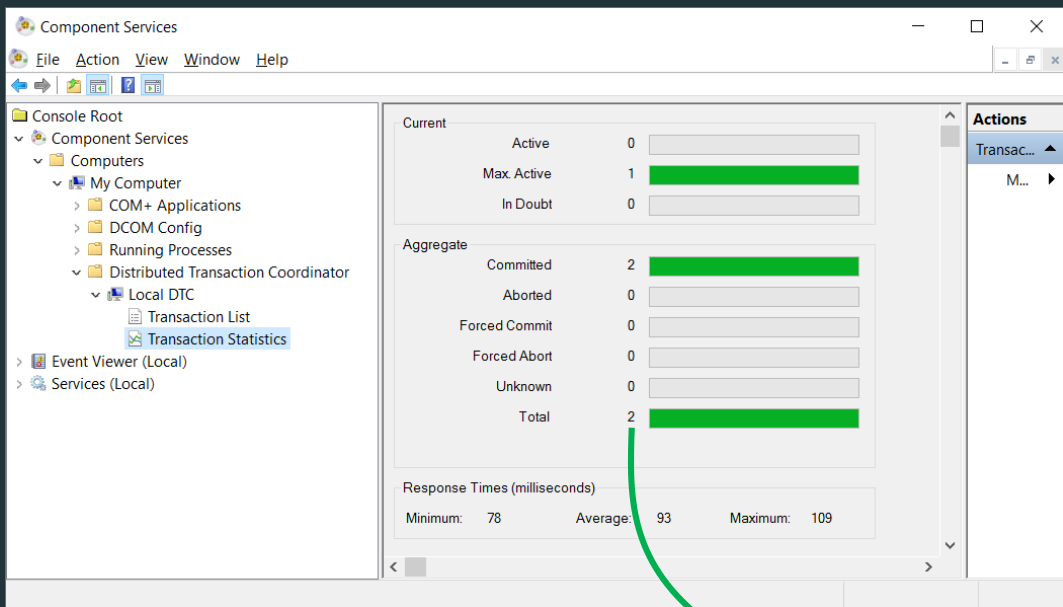 Component Services
File Action View Window Help
Console Root
Component Services
Computers
My Computer
COM+ Applications
DCOM Config
Running Processes
Distributed Transaction Coordinator
Local DTC
Transaction List
Transaction Statistics
Event Viewer (Local)
Services (Local)
Current
Active 0
Max. Active 1
In Doubt 0
Aggregate
Committed 2
Aborted 0
Forced Commit 0
Forced Abort 0
Unknown 0
Total 2
Response Times (milliseconds)
Minimum: 78 Average: 93 Maximum: 109
Actions
Transac...
M...